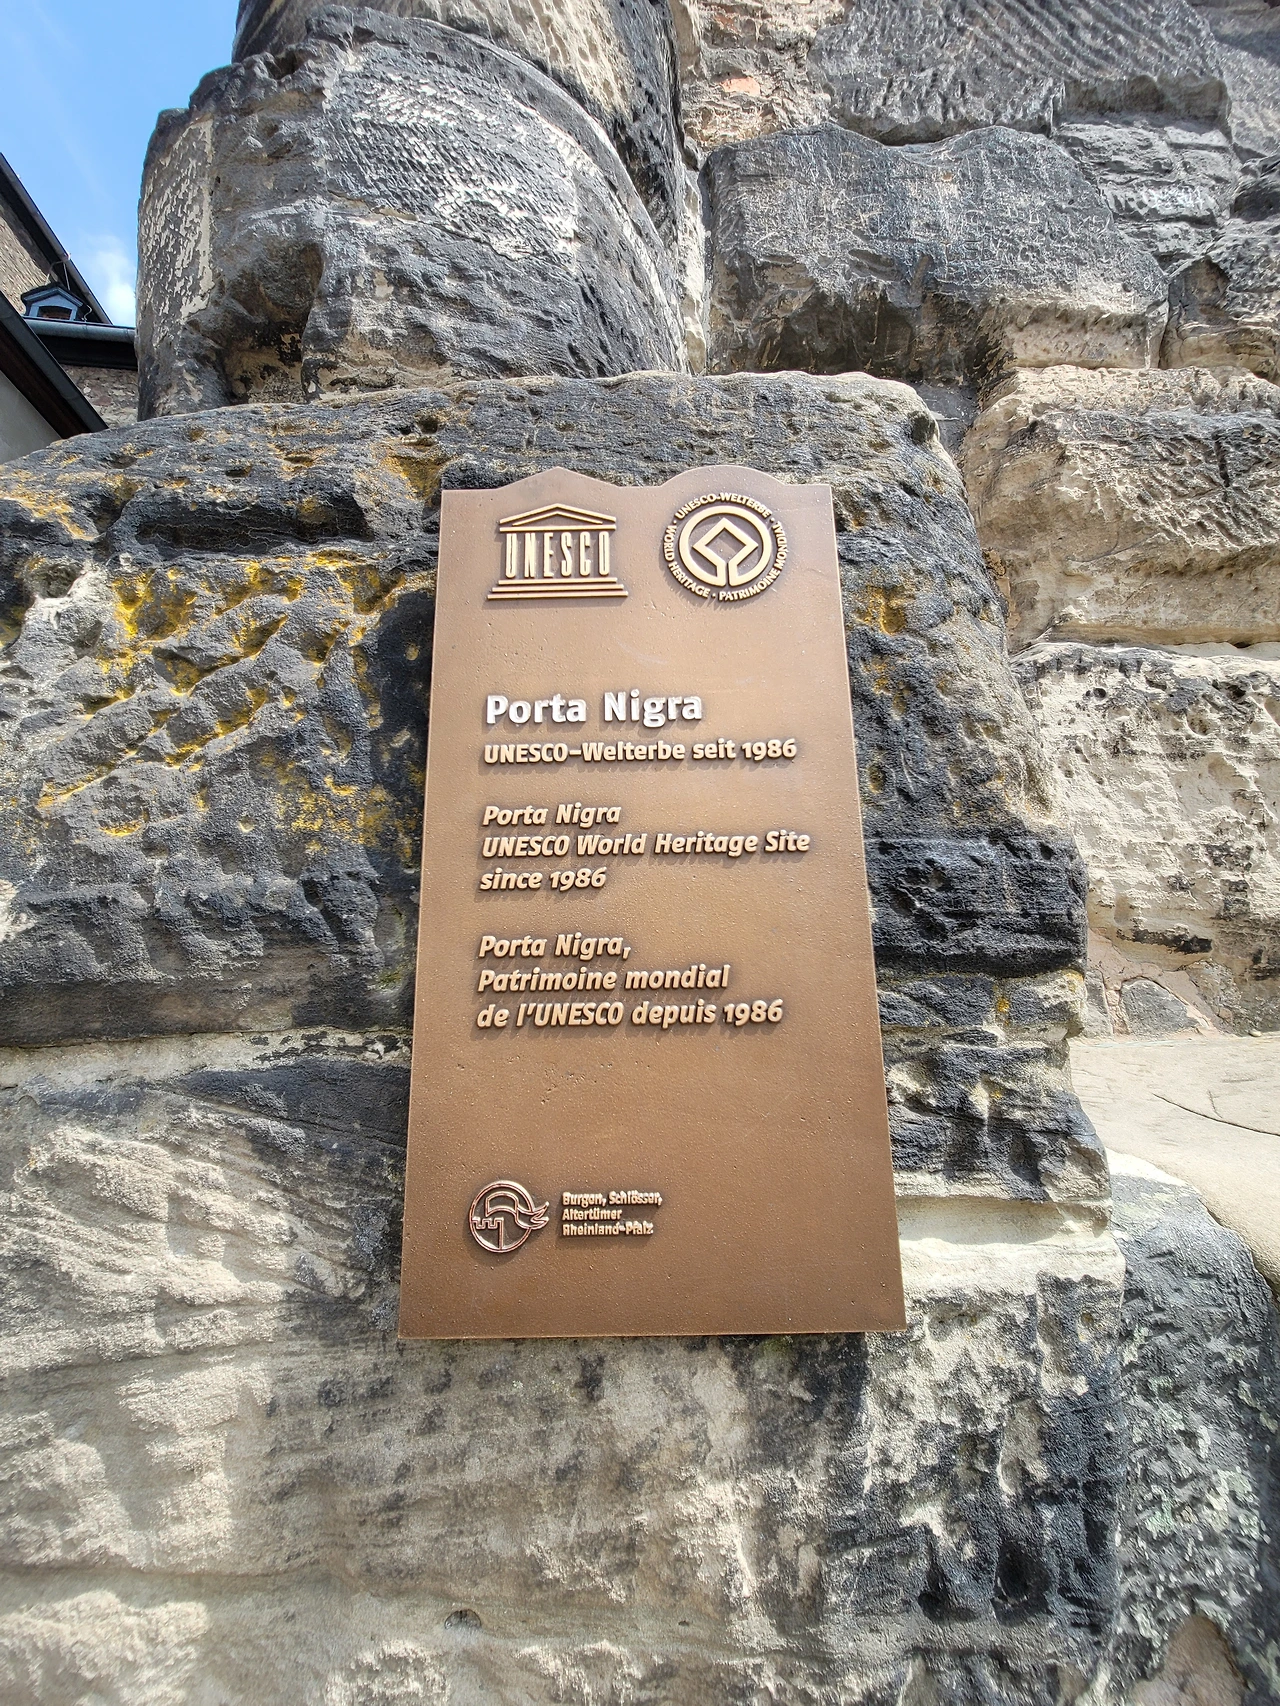 UNESCO
UNESCO-WELTERBE · WORLD HERITAGE · PATRIMOINE MONDIAL ·
Porta Nigra
UNESCO-Welterbe seit 1986
Porta Nigra
UNESCO World Heritage Site
since 1986
Porta Nigra,
Patrimoine mondial
de l'UNESCO depuis 1986
Burgen, Schlösser,
Altertümer
Rheinland-Pfalz